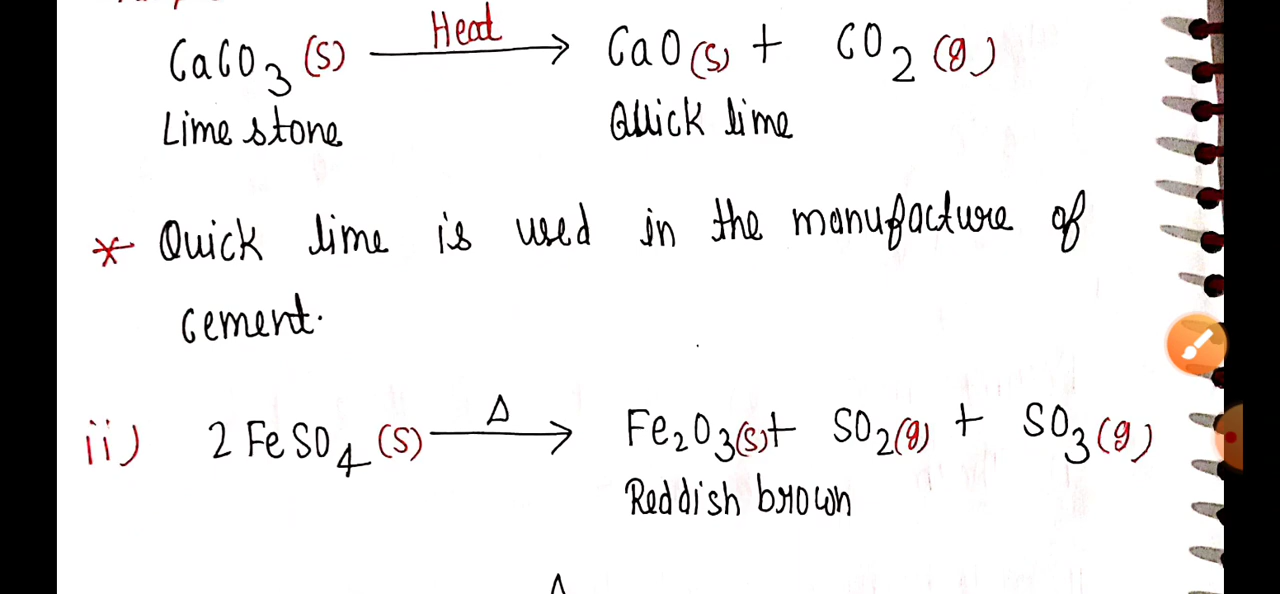 CaCO₃ (s) —Heat→ CaO (s) + CO₂ (g)
Lime stone Quick lime
* Quick lime is used in the manufacture of
cement.
ii) 2 FeSO₄ (s) —Δ→ Fe₂O₃(s) + SO₂(g) + SO₃(g)
Reddish brown
Δ